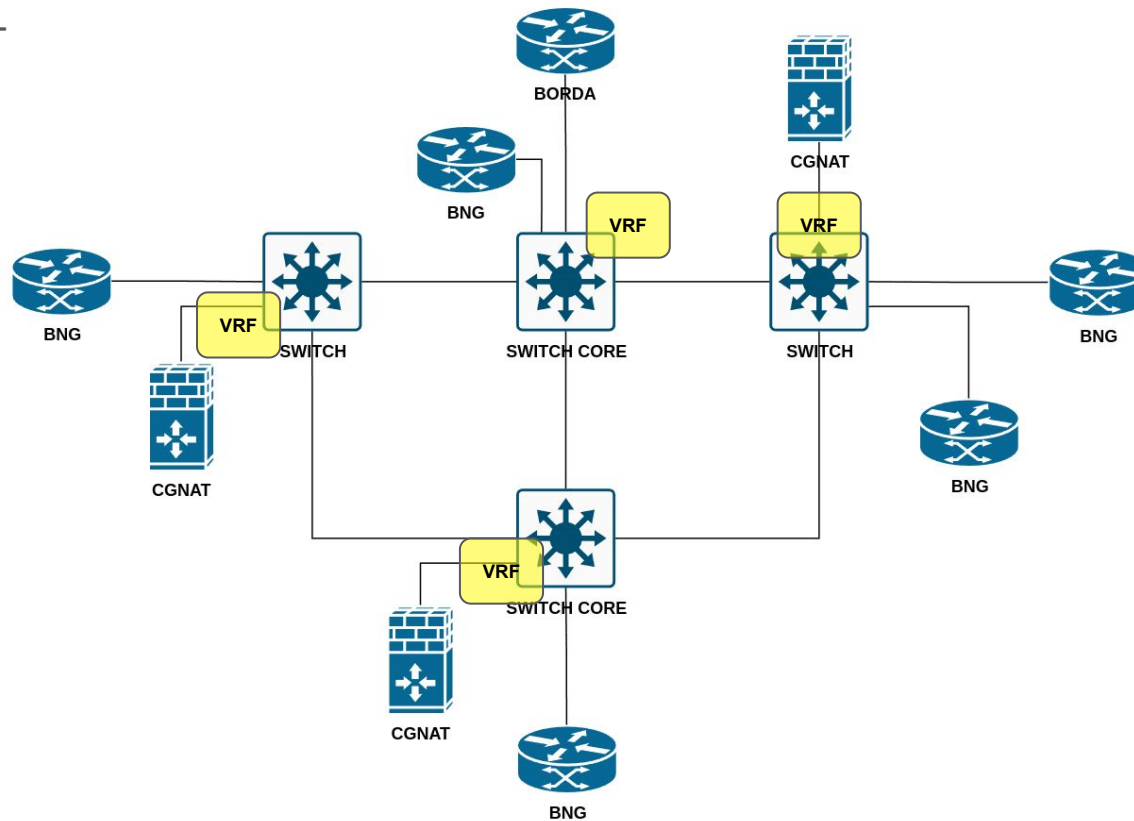 BORDA
CGNAT
BNG
VRF
VRF
BNG
VRF
SWITCH
SWITCH CORE
SWITCH
BNG
CGNAT
BNG
VRF
SWITCH CORE
CGNAT
BNG